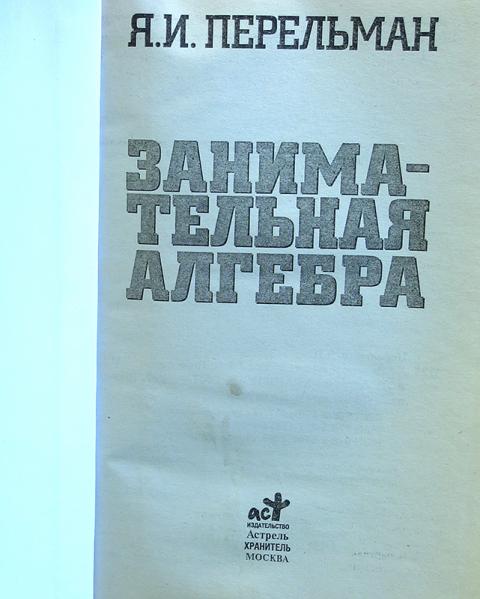 Я.И. ПЕРЕЛЬМАН
ЗАНИМА-
ТЕЛЬНАЯ
АЛГЕБРА
аст
ИЗДАТЕЛЬСТВО
Астрель
ХРАНИТЕЛЬ
МОСКВА